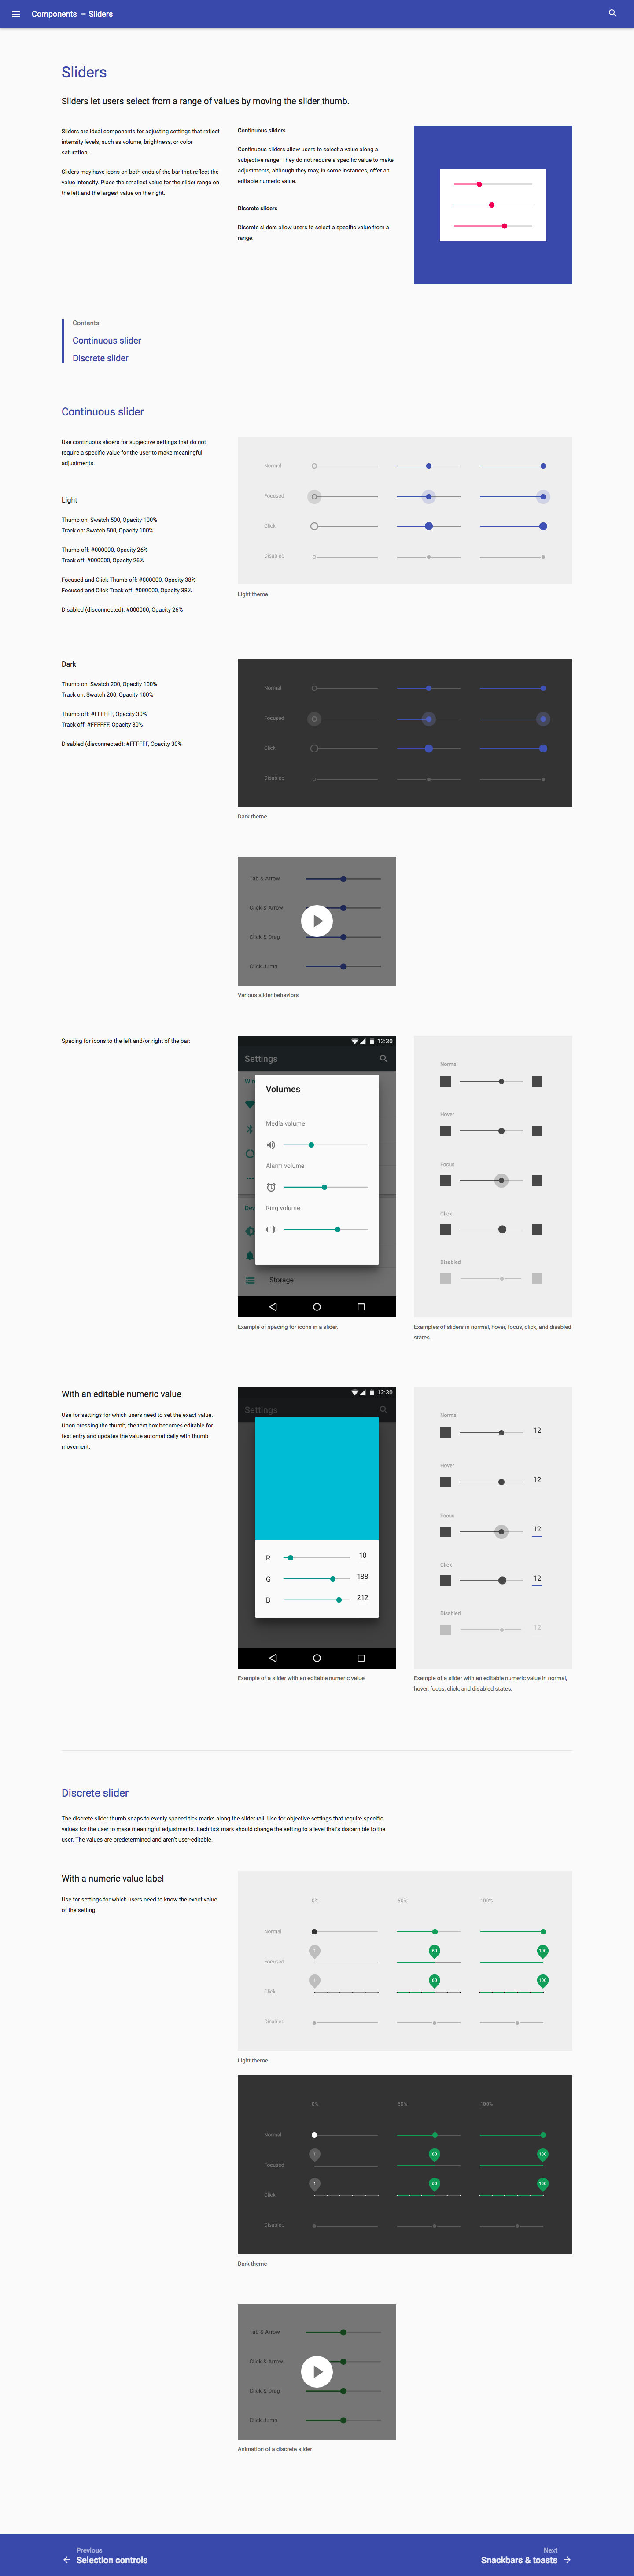 Components – Sliders
Sliders
Sliders let users select from a range of values by moving the slider thumb.
Sliders are ideal components for adjusting settings that reflect
intensity levels, such as volume, brightness, or color
saturation.
Sliders may have icons on both ends of the bar that reflect the
value intensity. Place the smallest value for the slider range on
the left and the largest value on the right.
Continuous sliders
Continuous sliders allow users to select a value along a
subjective range. They do not require a specific value to make
adjustments, although they may, in some instances, offer an
editable numeric value.
Discrete sliders
Discrete sliders allow users to select a specific value from a
range.
Contents
Continuous slider
Discrete slider
Continuous slider
Use continuous sliders for subjective settings that do not
require a specific value for the user to make meaningful
adjustments.
Light
Thumb on: Swatch 500, Opacity 100%
Track on: Swatch 500, Opacity 100%
Thumb off: #000000, Opacity 26%
Track off: #000000, Opacity 26%
Focused and Click Thumb off: #000000, Opacity 38%
Focused and Click Track off: #000000, Opacity 38%
Disabled (disconnected): #000000, Opacity 26%
Normal
Focused
Click
Disabled
Light theme
Dark
Thumb on: Swatch 200, Opacity 100%
Track on: Swatch 200, Opacity 100%
Thumb off: #FFFFFF, Opacity 30%
Track off: #FFFFFF, Opacity 30%
Disabled (disconnected): #FFFFFF, Opacity 30%
Normal
Focused
Click
Disabled
Dark theme
Tab & Arrow
Click & Arrow
Click & Drag
Click Jump
Various slider behaviors
Spacing for icons to the left and/or right of the bar:
12:30
Settings
Volumes
Media volume
Alarm volume
Ring volume
Storage
Example of spacing for icons in a slider.
Normal
Hover
Focus
Click
Disabled
Examples of sliders in normal, hover, focus, click, and disabled
states.
With an editable numeric value
Use for settings for which users need to set the exact value.
Upon pressing the thumb, the text box becomes editable for
text entry and updates the value automatically with thumb
movement.
12:30
Settings
R 10
G 188
B 212
Example of a slider with an editable numeric value
Normal
12
Hover
12
Focus
12
Click
12
Disabled
12
Example of a slider with an editable numeric value in normal,
hover, focus, click, and disabled states.
Discrete slider
The discrete slider thumb snaps to evenly spaced tick marks along the slider rail. Use for objective settings that require specific
values for the user to make meaningful adjustments. Each tick mark should change the setting to a level that's discernible to the
user. The values are predetermined and aren't user-editable.
With a numeric value label
Use for settings for which users need to know the exact value
of the setting.
0% 60% 100%
Normal
1 60 100
Focused
1 60 100
Click
Disabled
Light theme
0% 60% 100%
Normal
1 60 100
Focused
1 60 100
Click
Disabled
Dark theme
Tab & Arrow
Click & Arrow
Click & Drag
Click Jump
Animation of a discrete slider
Previous
Selection controls
Next
Snackbars & toasts